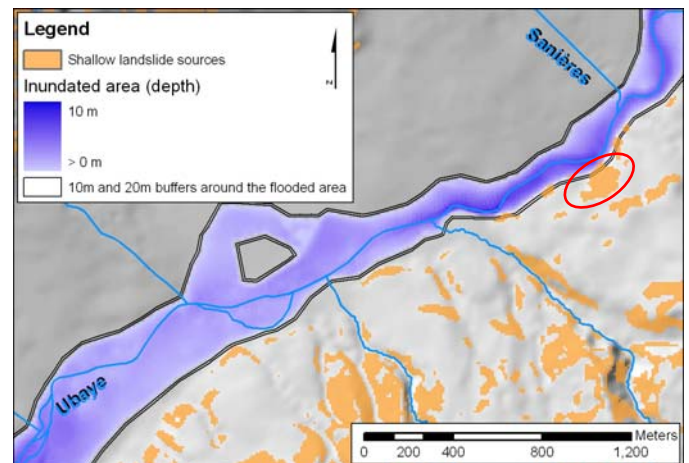 Legend
Shallow landslide sources
Inundated area (depth)
10 m
> 0 m
10m and 20m buffers around the flooded area
Sanières
z
Ubaye
Meters
0 200 400 800 1,200